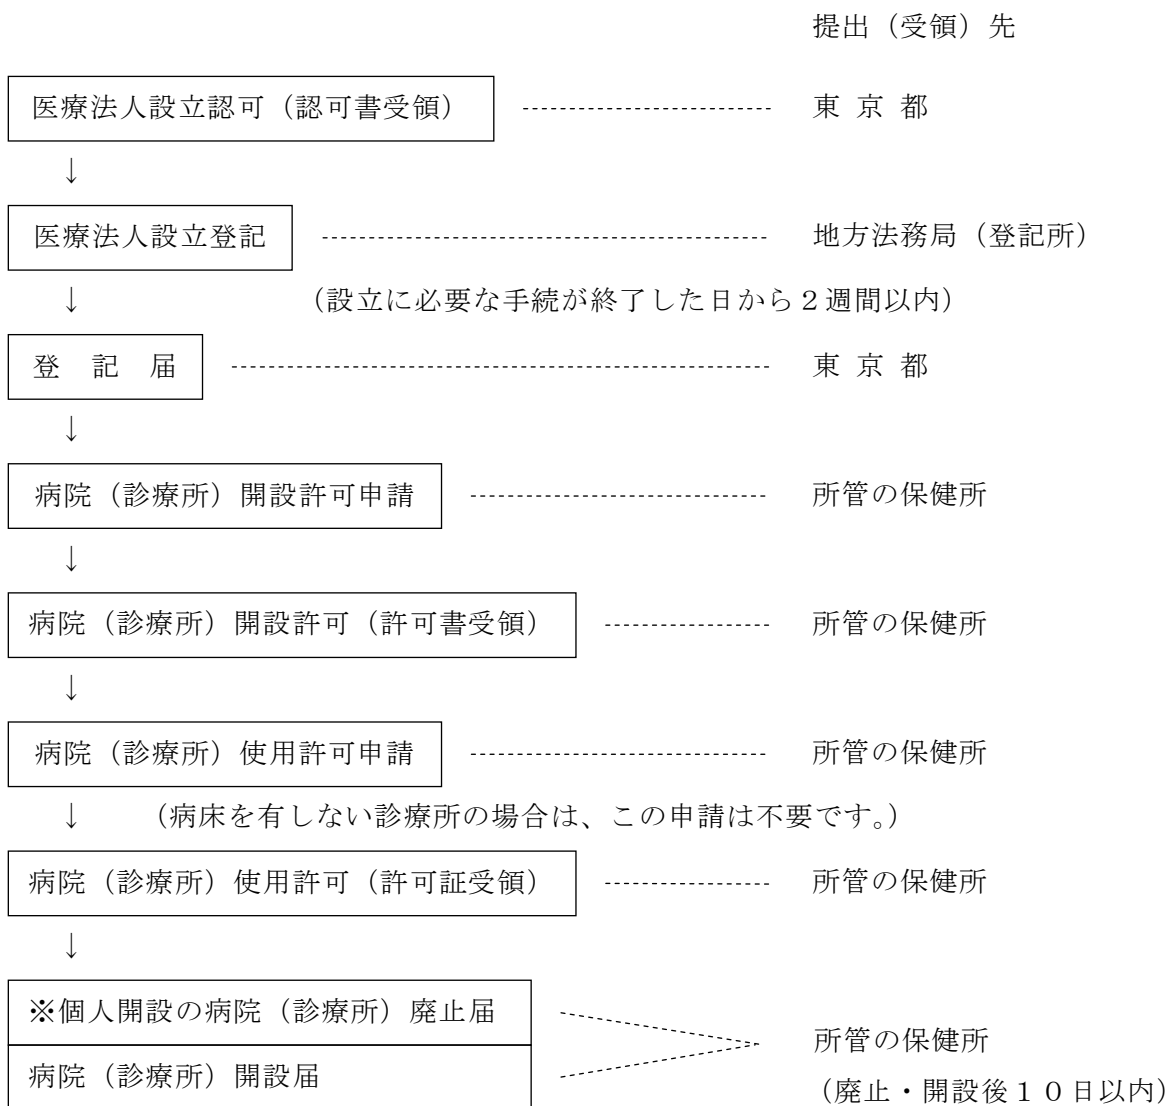 提出（受領）先
医療法人設立認可（認可書受領） 東 京 都
↓
医療法人設立登記 地方法務局（登記所）
↓ （設立に必要な手続が終了した日から２週間以内）
登 記 届 東 京 都
↓
病院（診療所）開設許可申請 所管の保健所
↓
病院（診療所）開設許可（許可書受領） 所管の保健所
↓
病院（診療所）使用許可申請 所管の保健所
↓ （病床を有しない診療所の場合は、この申請は不要です。）
病院（診療所）使用許可（許可証受領） 所管の保健所
↓
※個人開設の病院（診療所）廃止届
所管の保健所
病院（診療所）開設届
（廃止・開設後１０日以内）